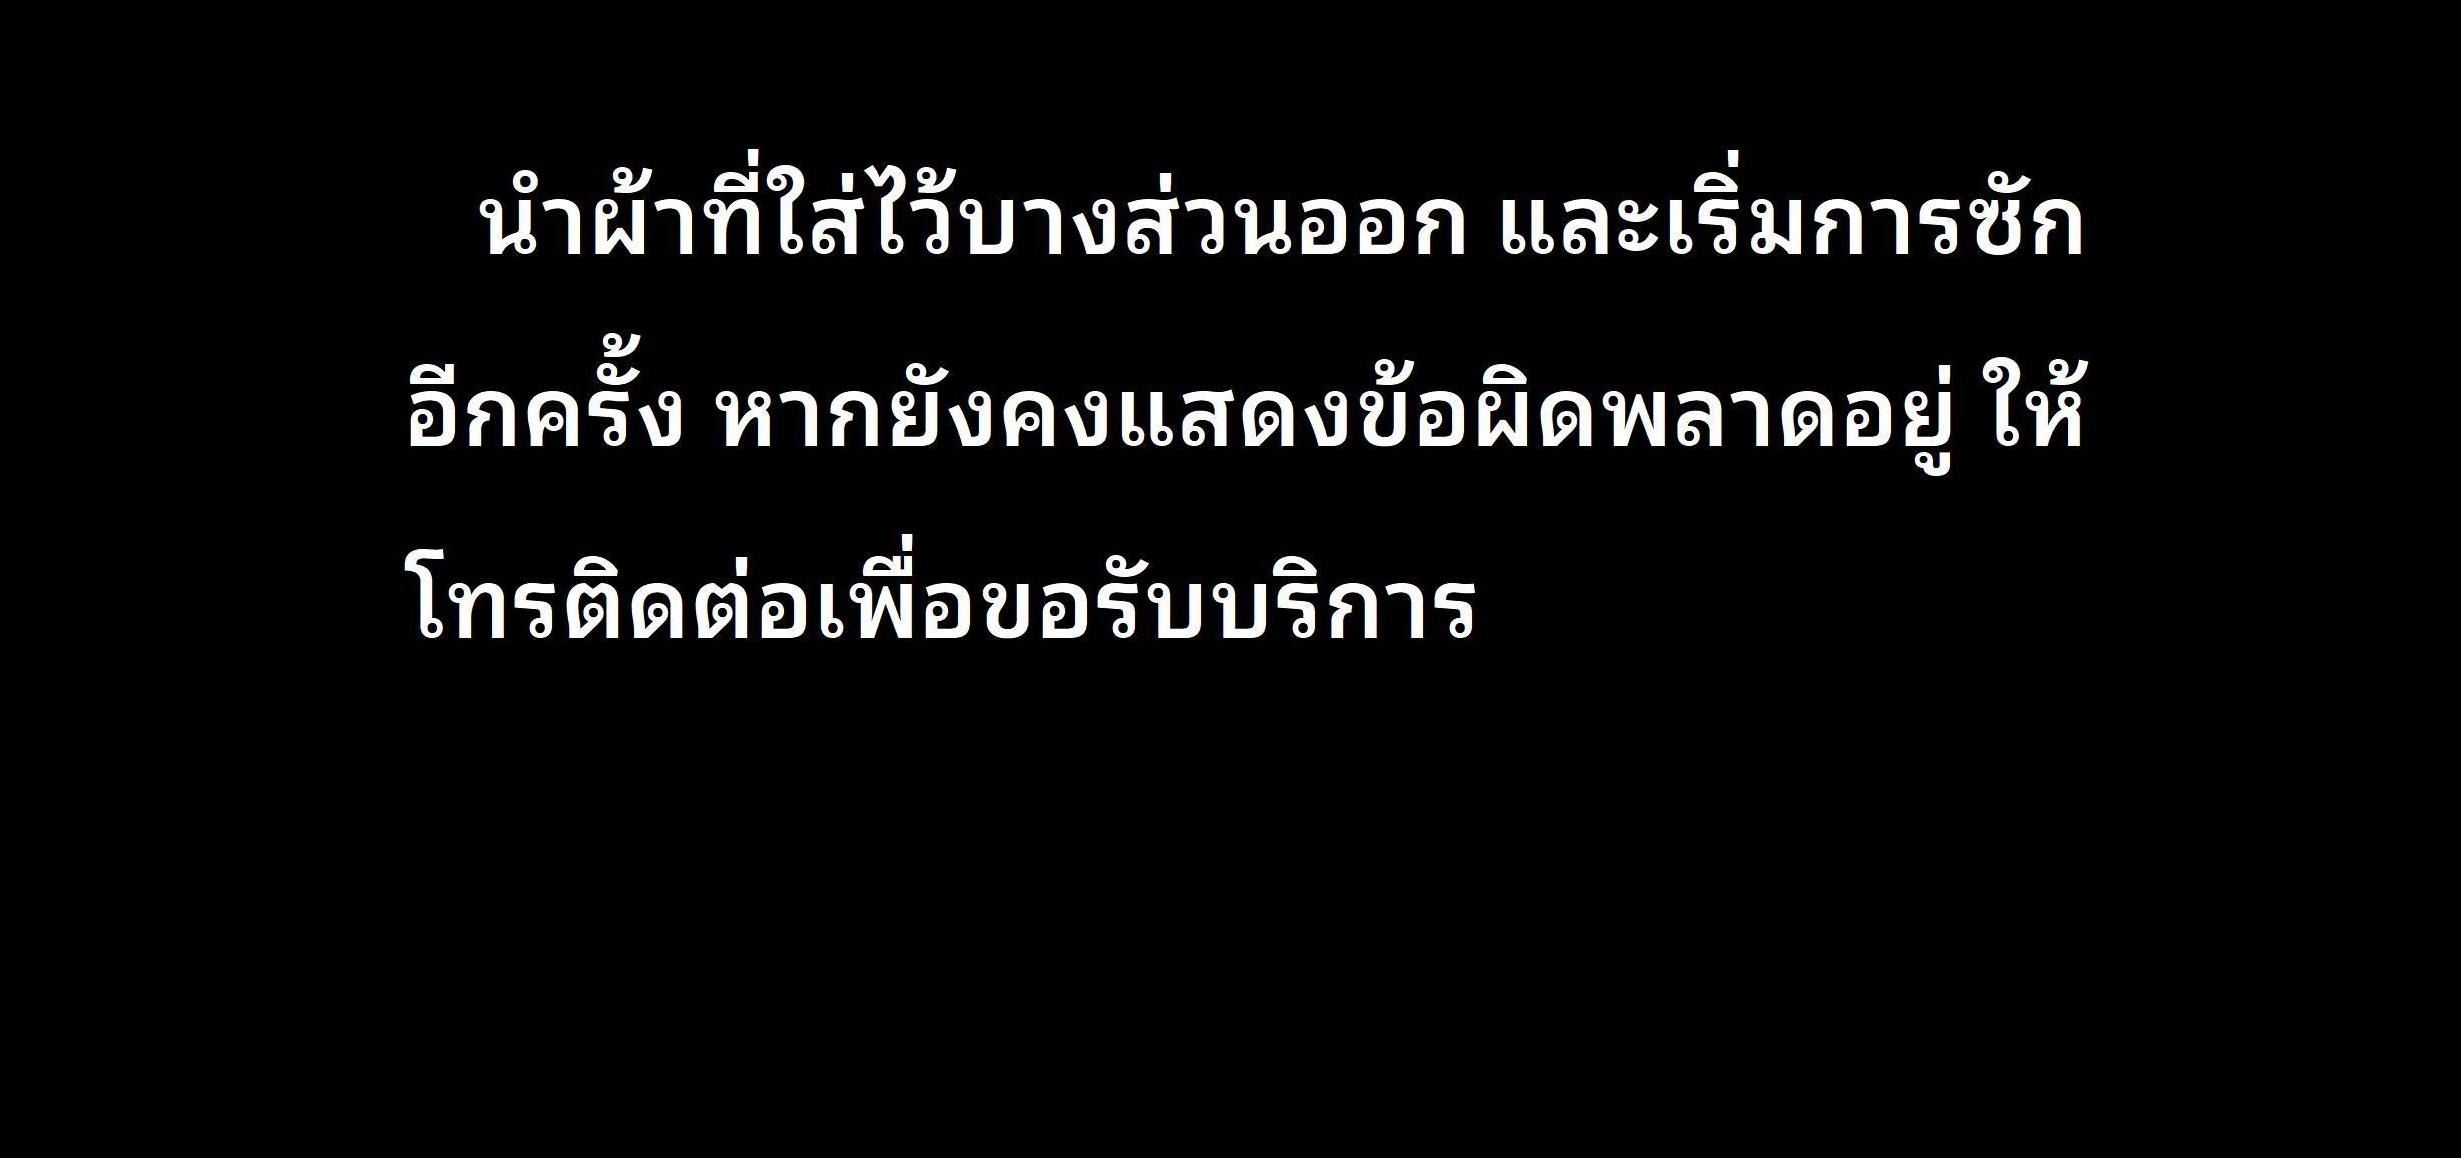 นำผ้าที่ใส่ไว้บางส่วนออก และเริ่มการซัก
อีกครั้ง หากยังคงแสดงข้อผิดพลาดอยู่ ให้
โทรติดต่อเพื่อขอรับบริการ